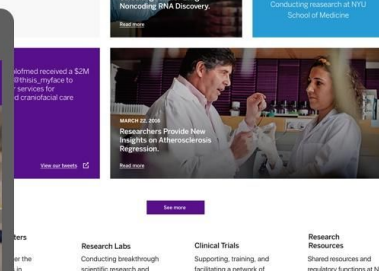 Noncoding RNA Discovery.
Read more
Conducting reasearch at NYU
School of Medicine
received a $2M
@thisis_myface to
services for
craniofacial care
View our tweets
MARCH 22, 2016
Researchers Provide New
Insights on Atherosclerosis
Regression.
Read more
See more
Research Labs
Conducting breakthrough
scientific research and
Clinical Trials
Supporting, training, and
facilitating a network of
Research
Resources
Shared resources and
regulatory functions at